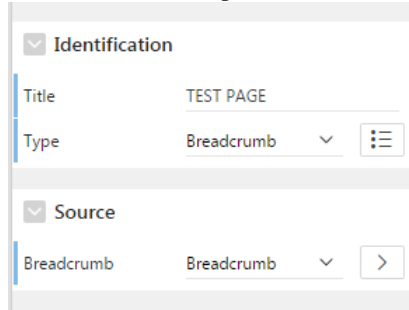 Identification
Title TEST PAGE
Type Breadcrumb
Source
Breadcrumb Breadcrumb